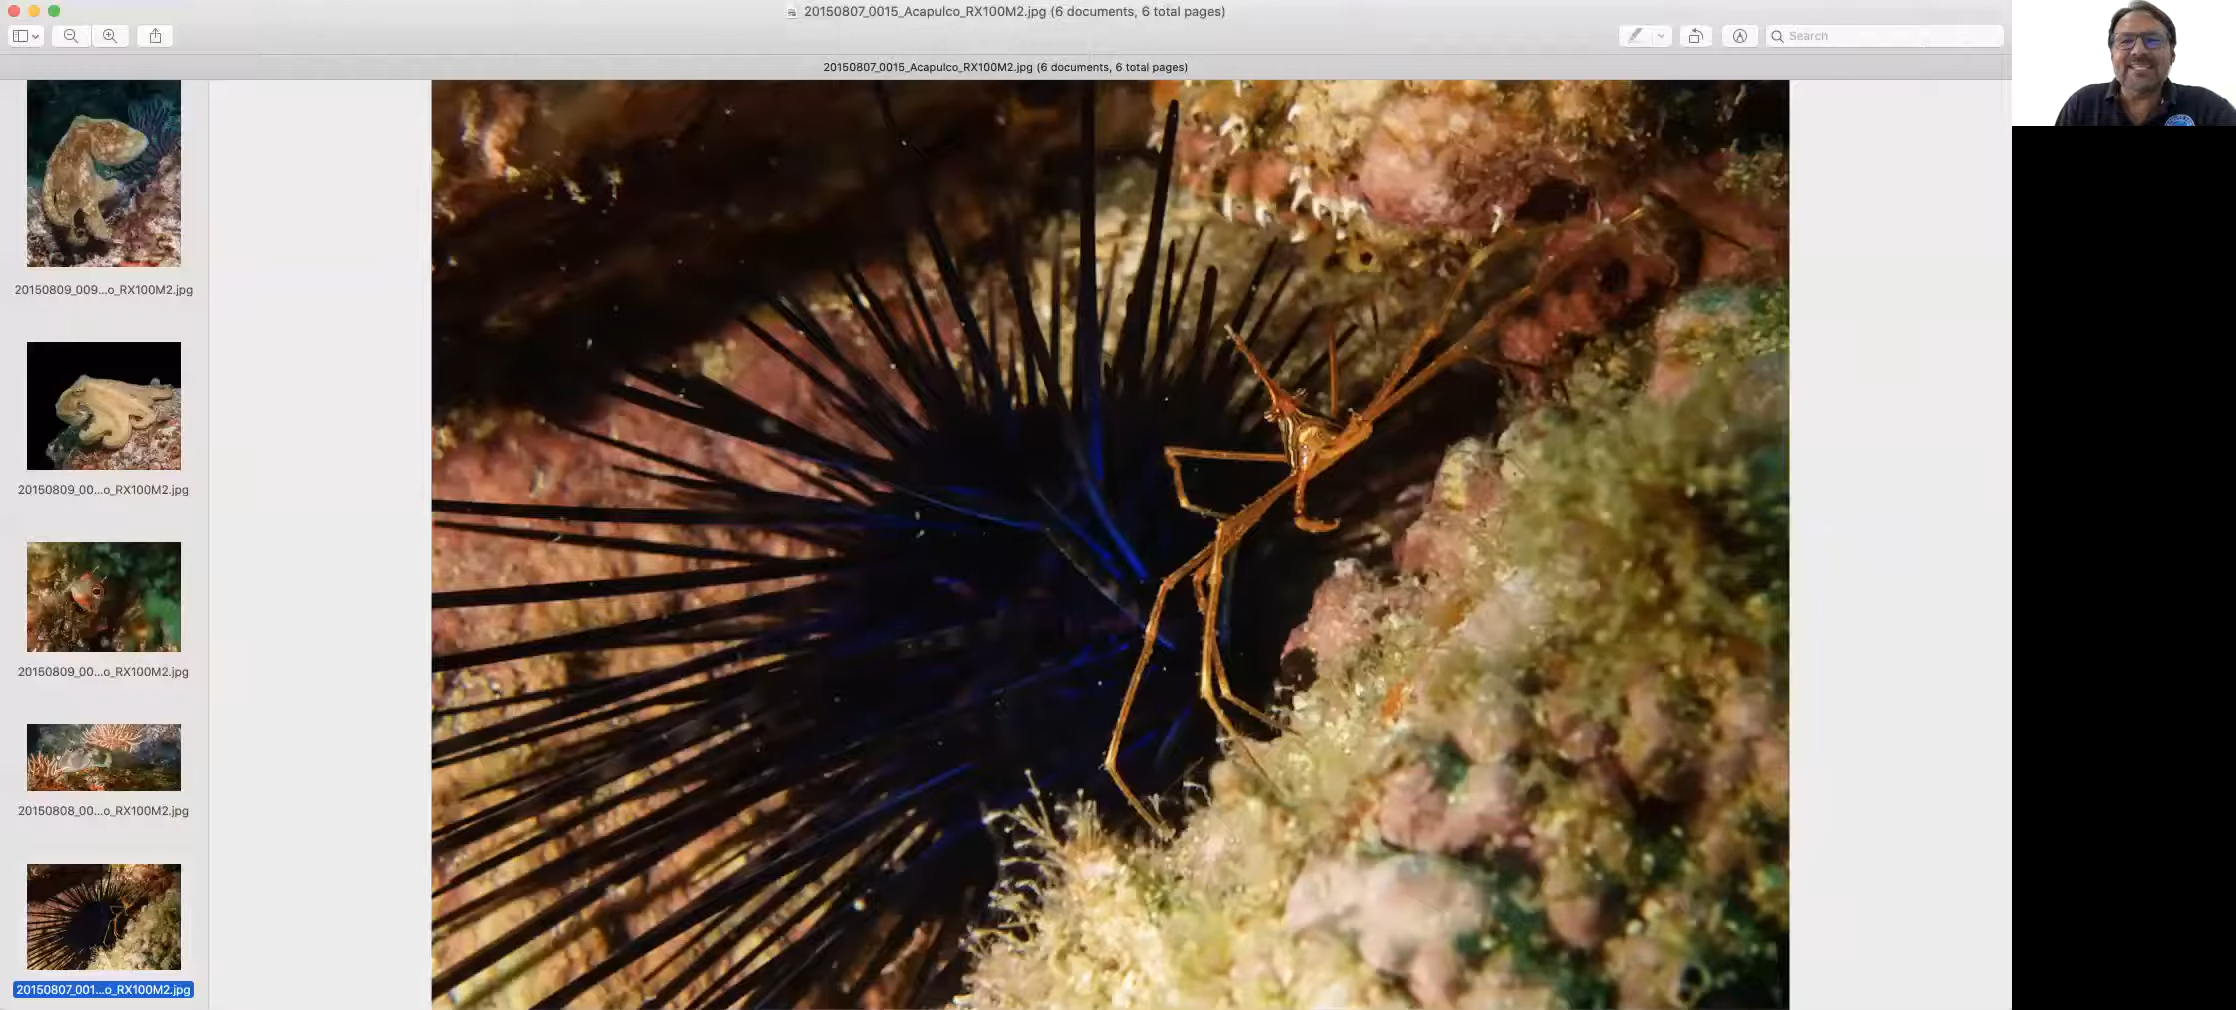 20150807_0015_Acapulco_RX100M2.jpg (6 documents, 6 total pages)
Search
20150807_0015_Acapulco_RX100M2.jpg (6 documents, 6 total pages)
20150809_009...o_RX100M2.jpg
20150809_00...o_RX100M2.jpg
20150809_00...o_RX100M2.jpg
20150808_00...o_RX100M2.jpg
20150807_001...o_RX100M2.jpg